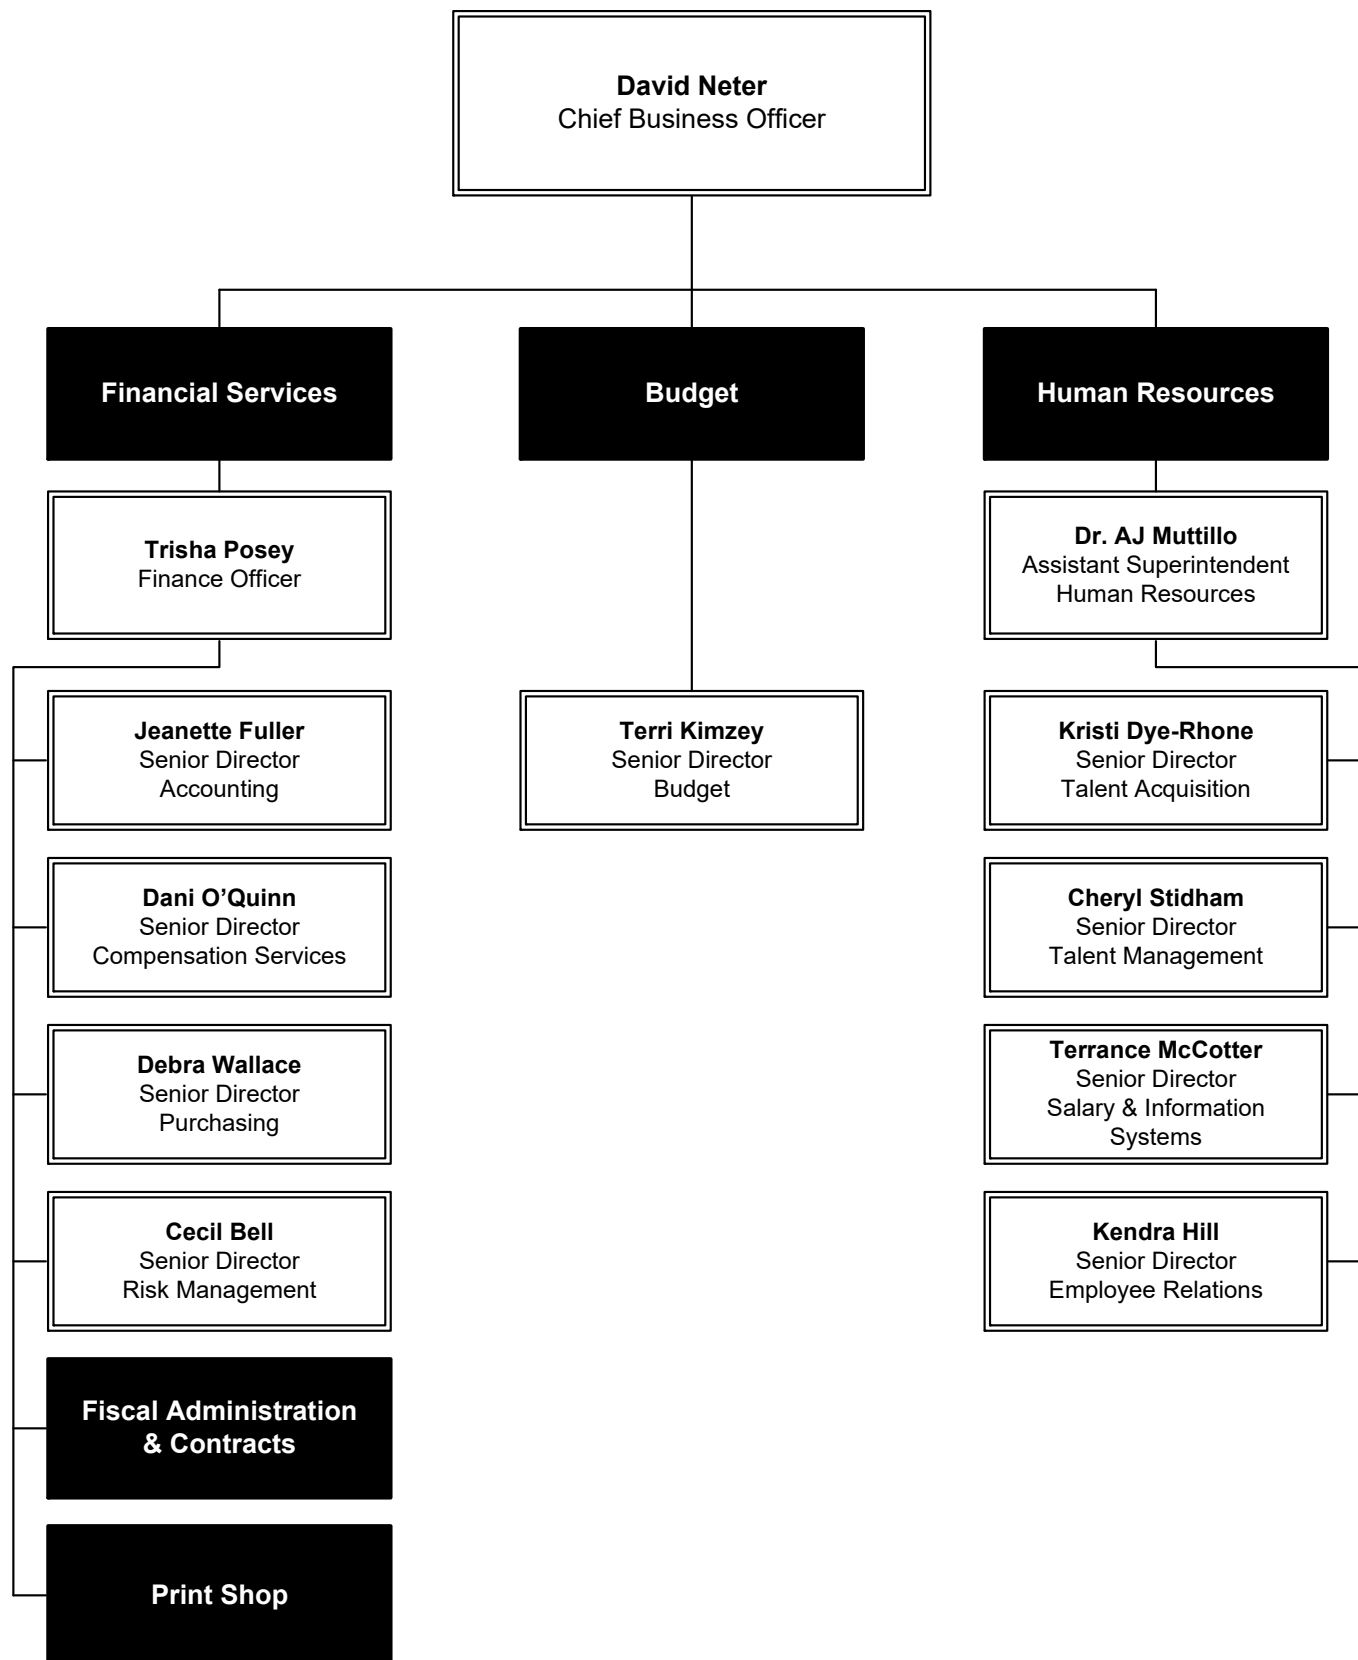 David Neter
Chief Business Officer
Financial Services
Budget
Human Resources
Trisha Posey
Finance Officer
Dr. AJ Muttillo
Assistant Superintendent
Human Resources
Jeanette Fuller
Senior Director
Accounting
Terri Kimzey
Senior Director
Budget
Kristi Dye-Rhone
Senior Director
Talent Acquisition
Dani O’Quinn
Senior Director
Compensation Services
Cheryl Stidham
Senior Director
Talent Management
Debra Wallace
Senior Director
Purchasing
Terrance McCotter
Senior Director
Salary & Information
Systems
Cecil Bell
Senior Director
Risk Management
Kendra Hill
Senior Director
Employee Relations
Fiscal Administration
& Contracts
Print Shop